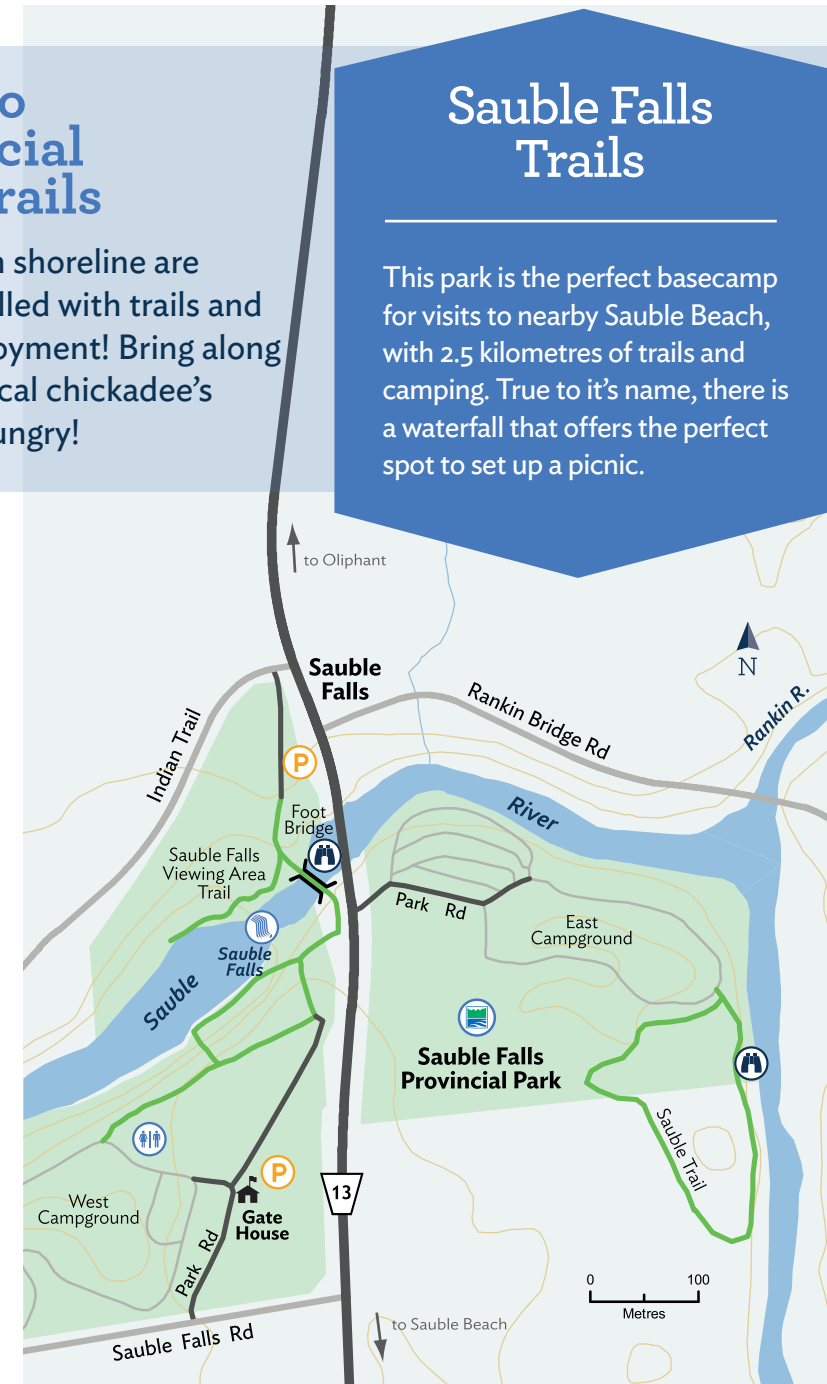 o
cial
rails
n shoreline are
lled with trails and
oyment! Bring along
cal chickadee's
ungry!
Sauble Falls
Trails
This park is the perfect basecamp
for visits to nearby Sauble Beach,
with 2.5 kilometres of trails and
camping. True to it's name, there is
a waterfall that offers the perfect
spot to set up a picnic.
to Oliphant
N
Sauble
Falls
Rankin Bridge Rd
Rankin R.
Indian Trail
P
Foot
Bridge
River
Sauble Falls
Viewing Area
Trail
Park Rd
East
Campground
Sauble
Falls
Sauble
Sauble Falls
Provincial Park
Sauble Trail
P
13
West
Campground
Gate
House
Park Rd
0 100
Metres
to Sauble Beach
Sauble Falls Rd